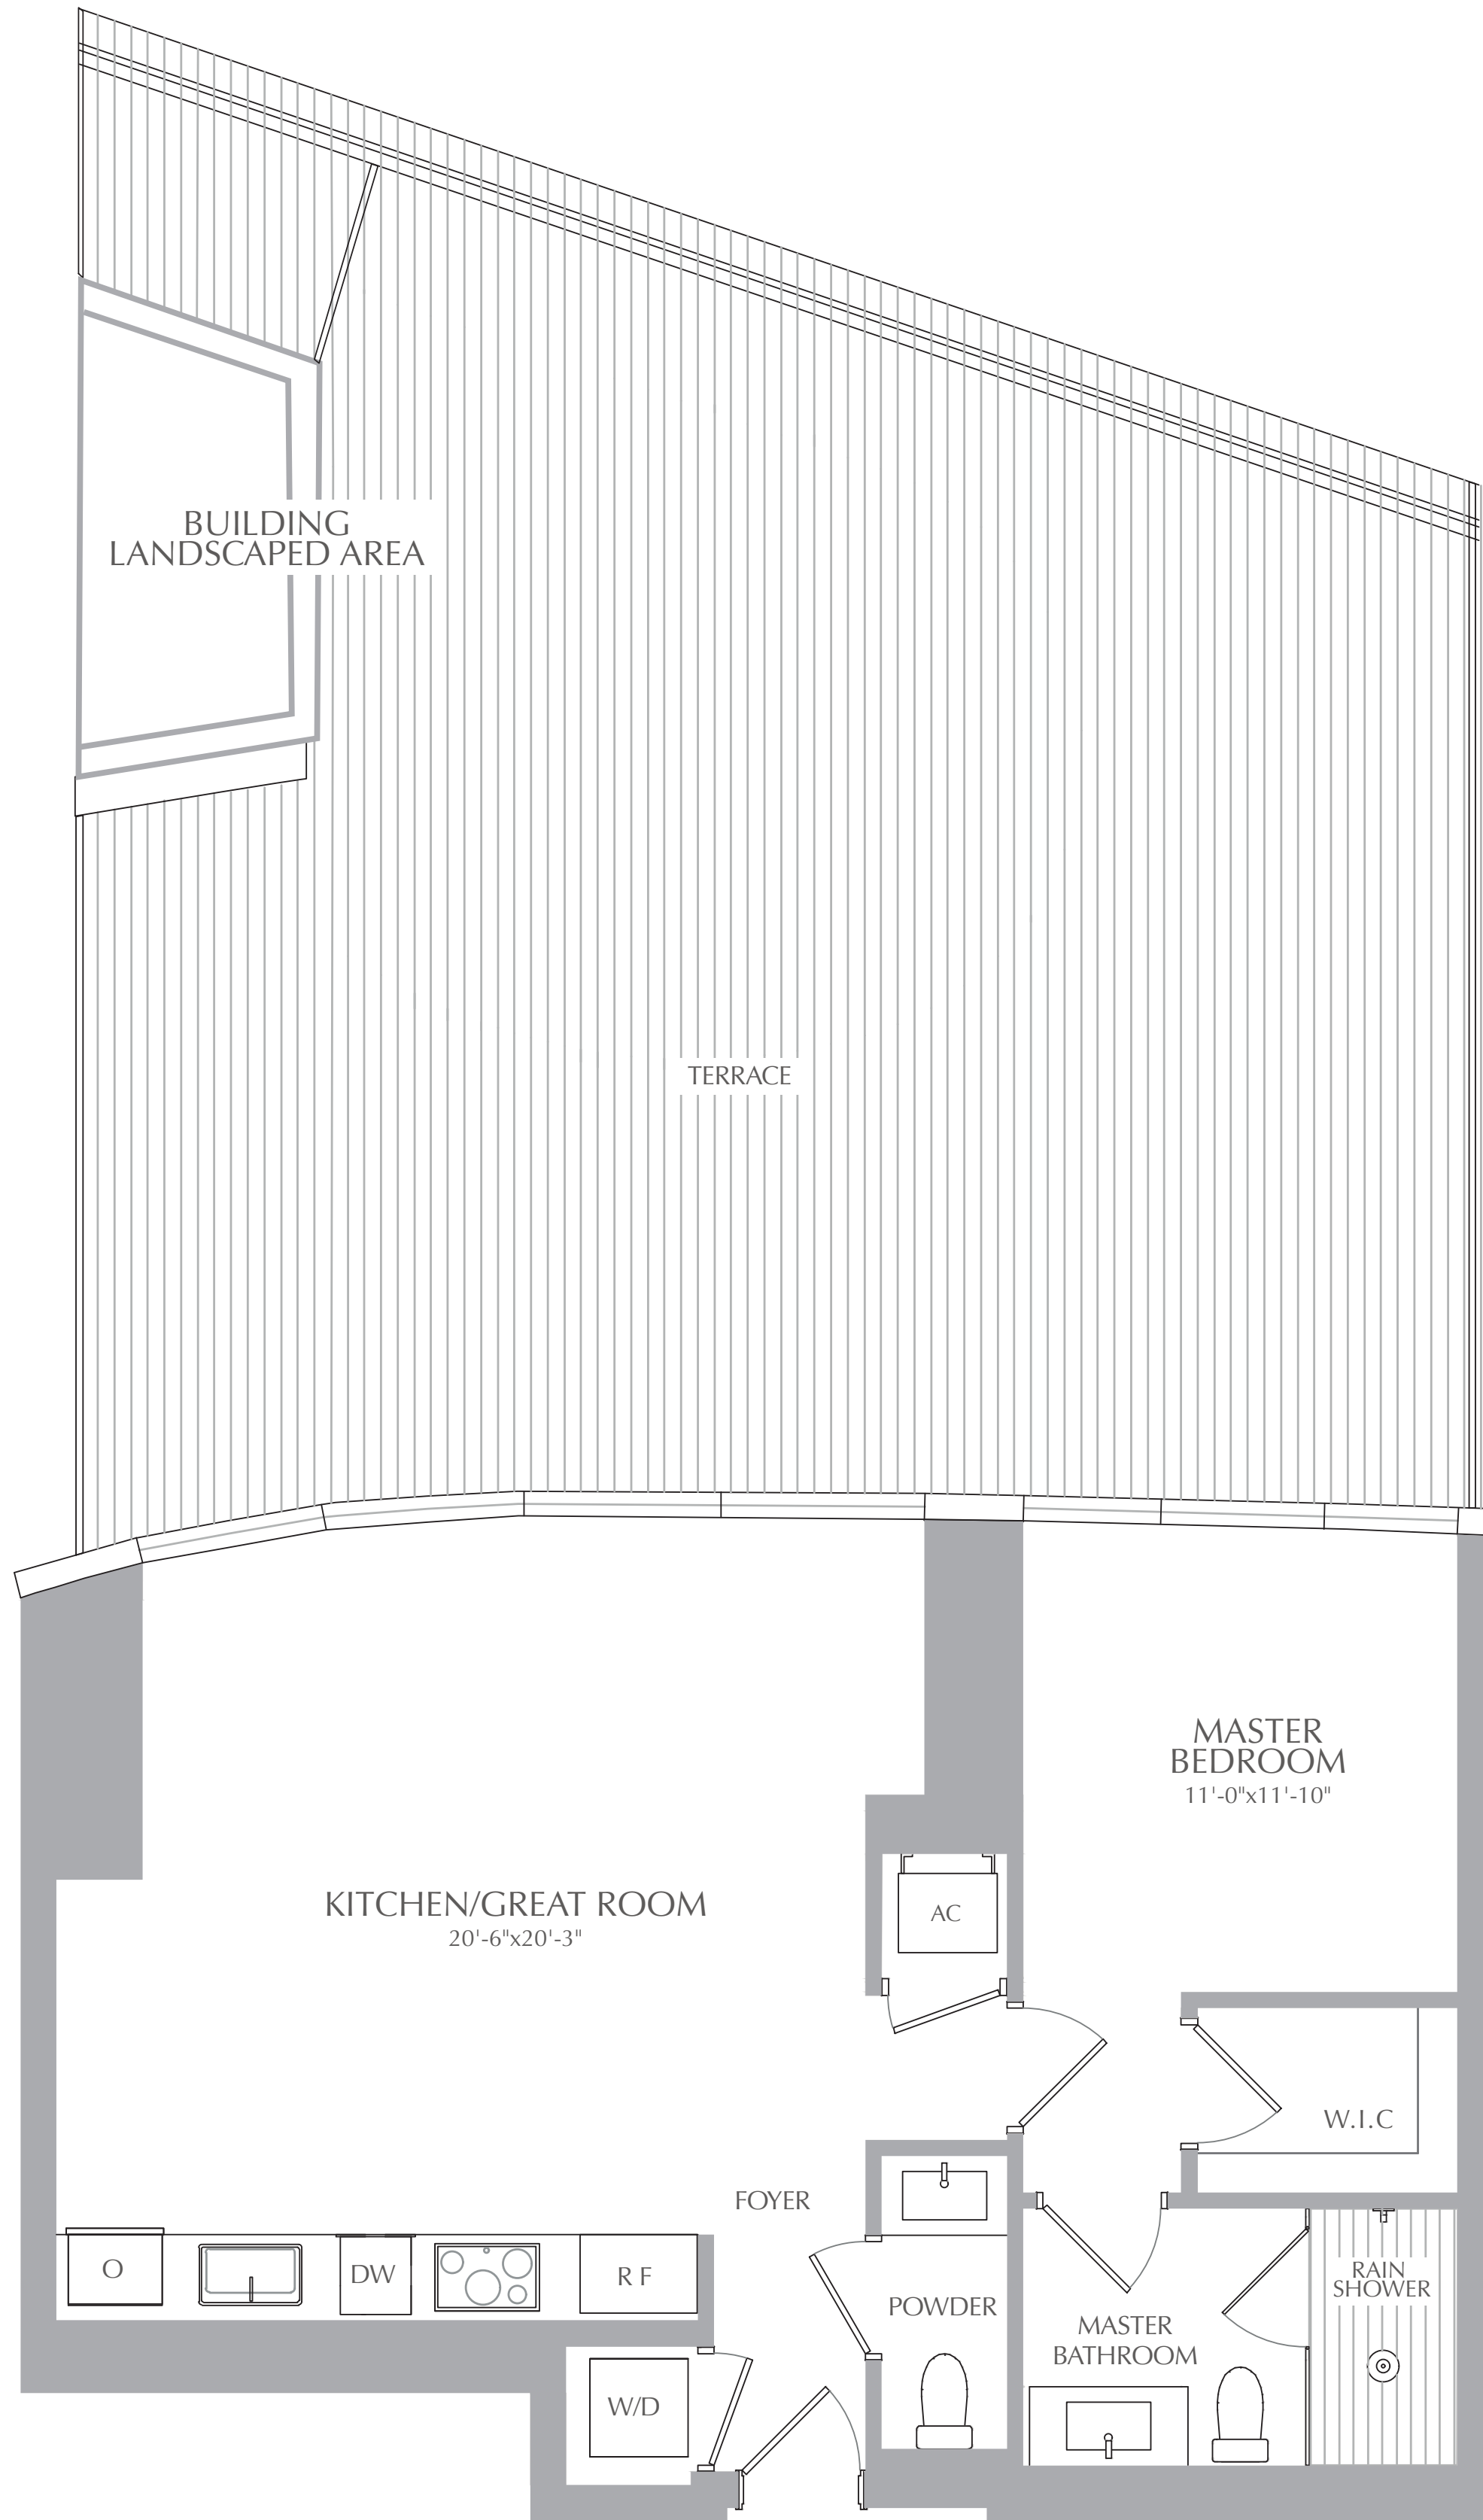 BUILDING
LANDSCAPED AREA
TERRACE
MASTER
BEDROOM
11'-0"x11'-10"
KITCHEN/GREAT ROOM
20'-6"x20'-3"
AC
W.I.C
FOYER
O
DW
R F
POWDER
RAIN
SHOWER
MASTER
BATHROOM
W/D